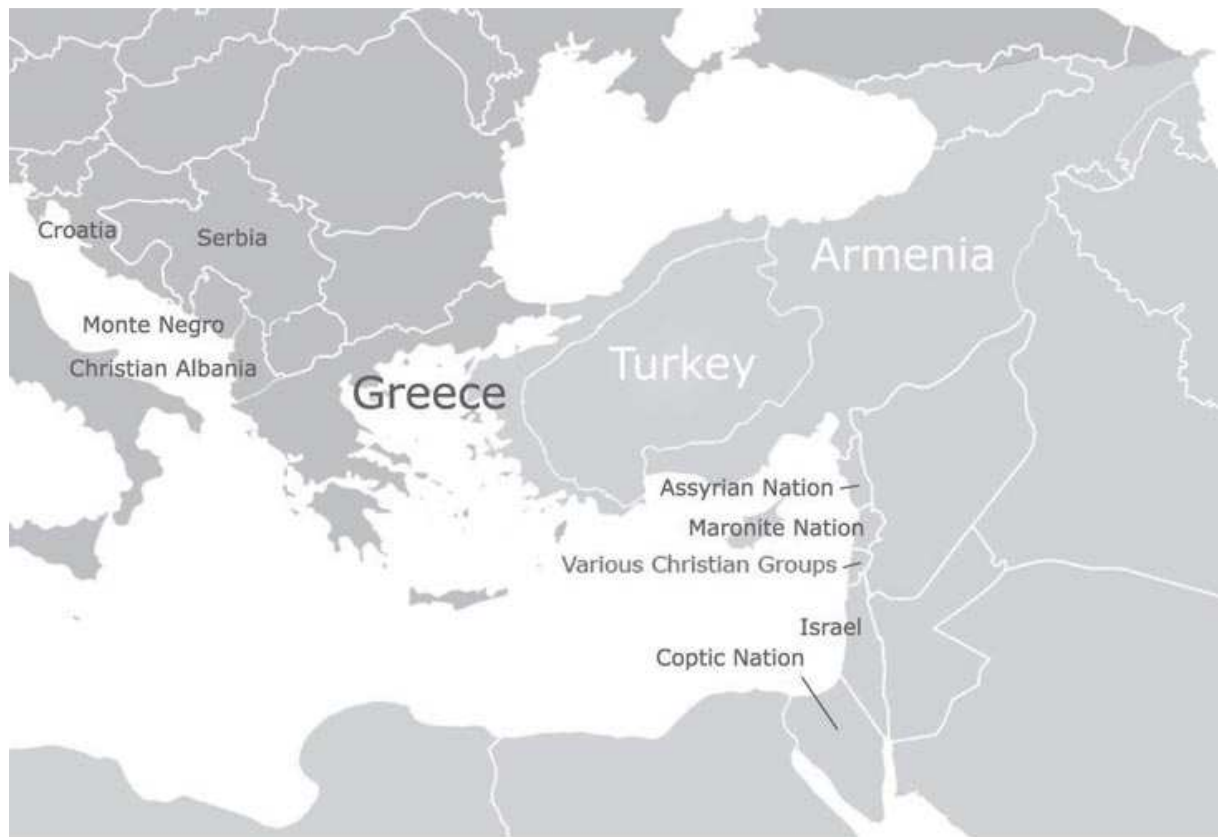 Croatia
Serbia
Armenia
Monte Negro
Christian Albania
Turkey
Greece
Assyrian Nation
Maronite Nation
Various Christian Groups
Israel
Coptic Nation